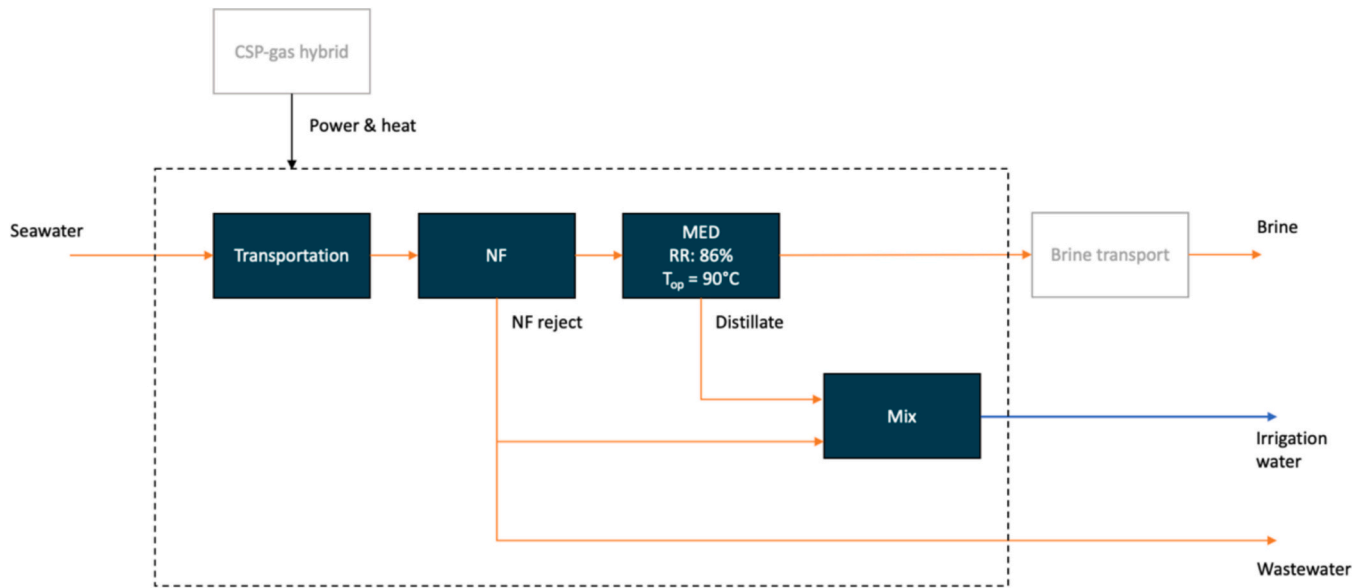 CSP-gas hybrid
Power & heat
Seawater
Transportation
NF
MED
RR: 86%
Top = 90°C
Brine transport
Brine
NF reject
Distillate
Mix
Irrigation
water
Wastewater